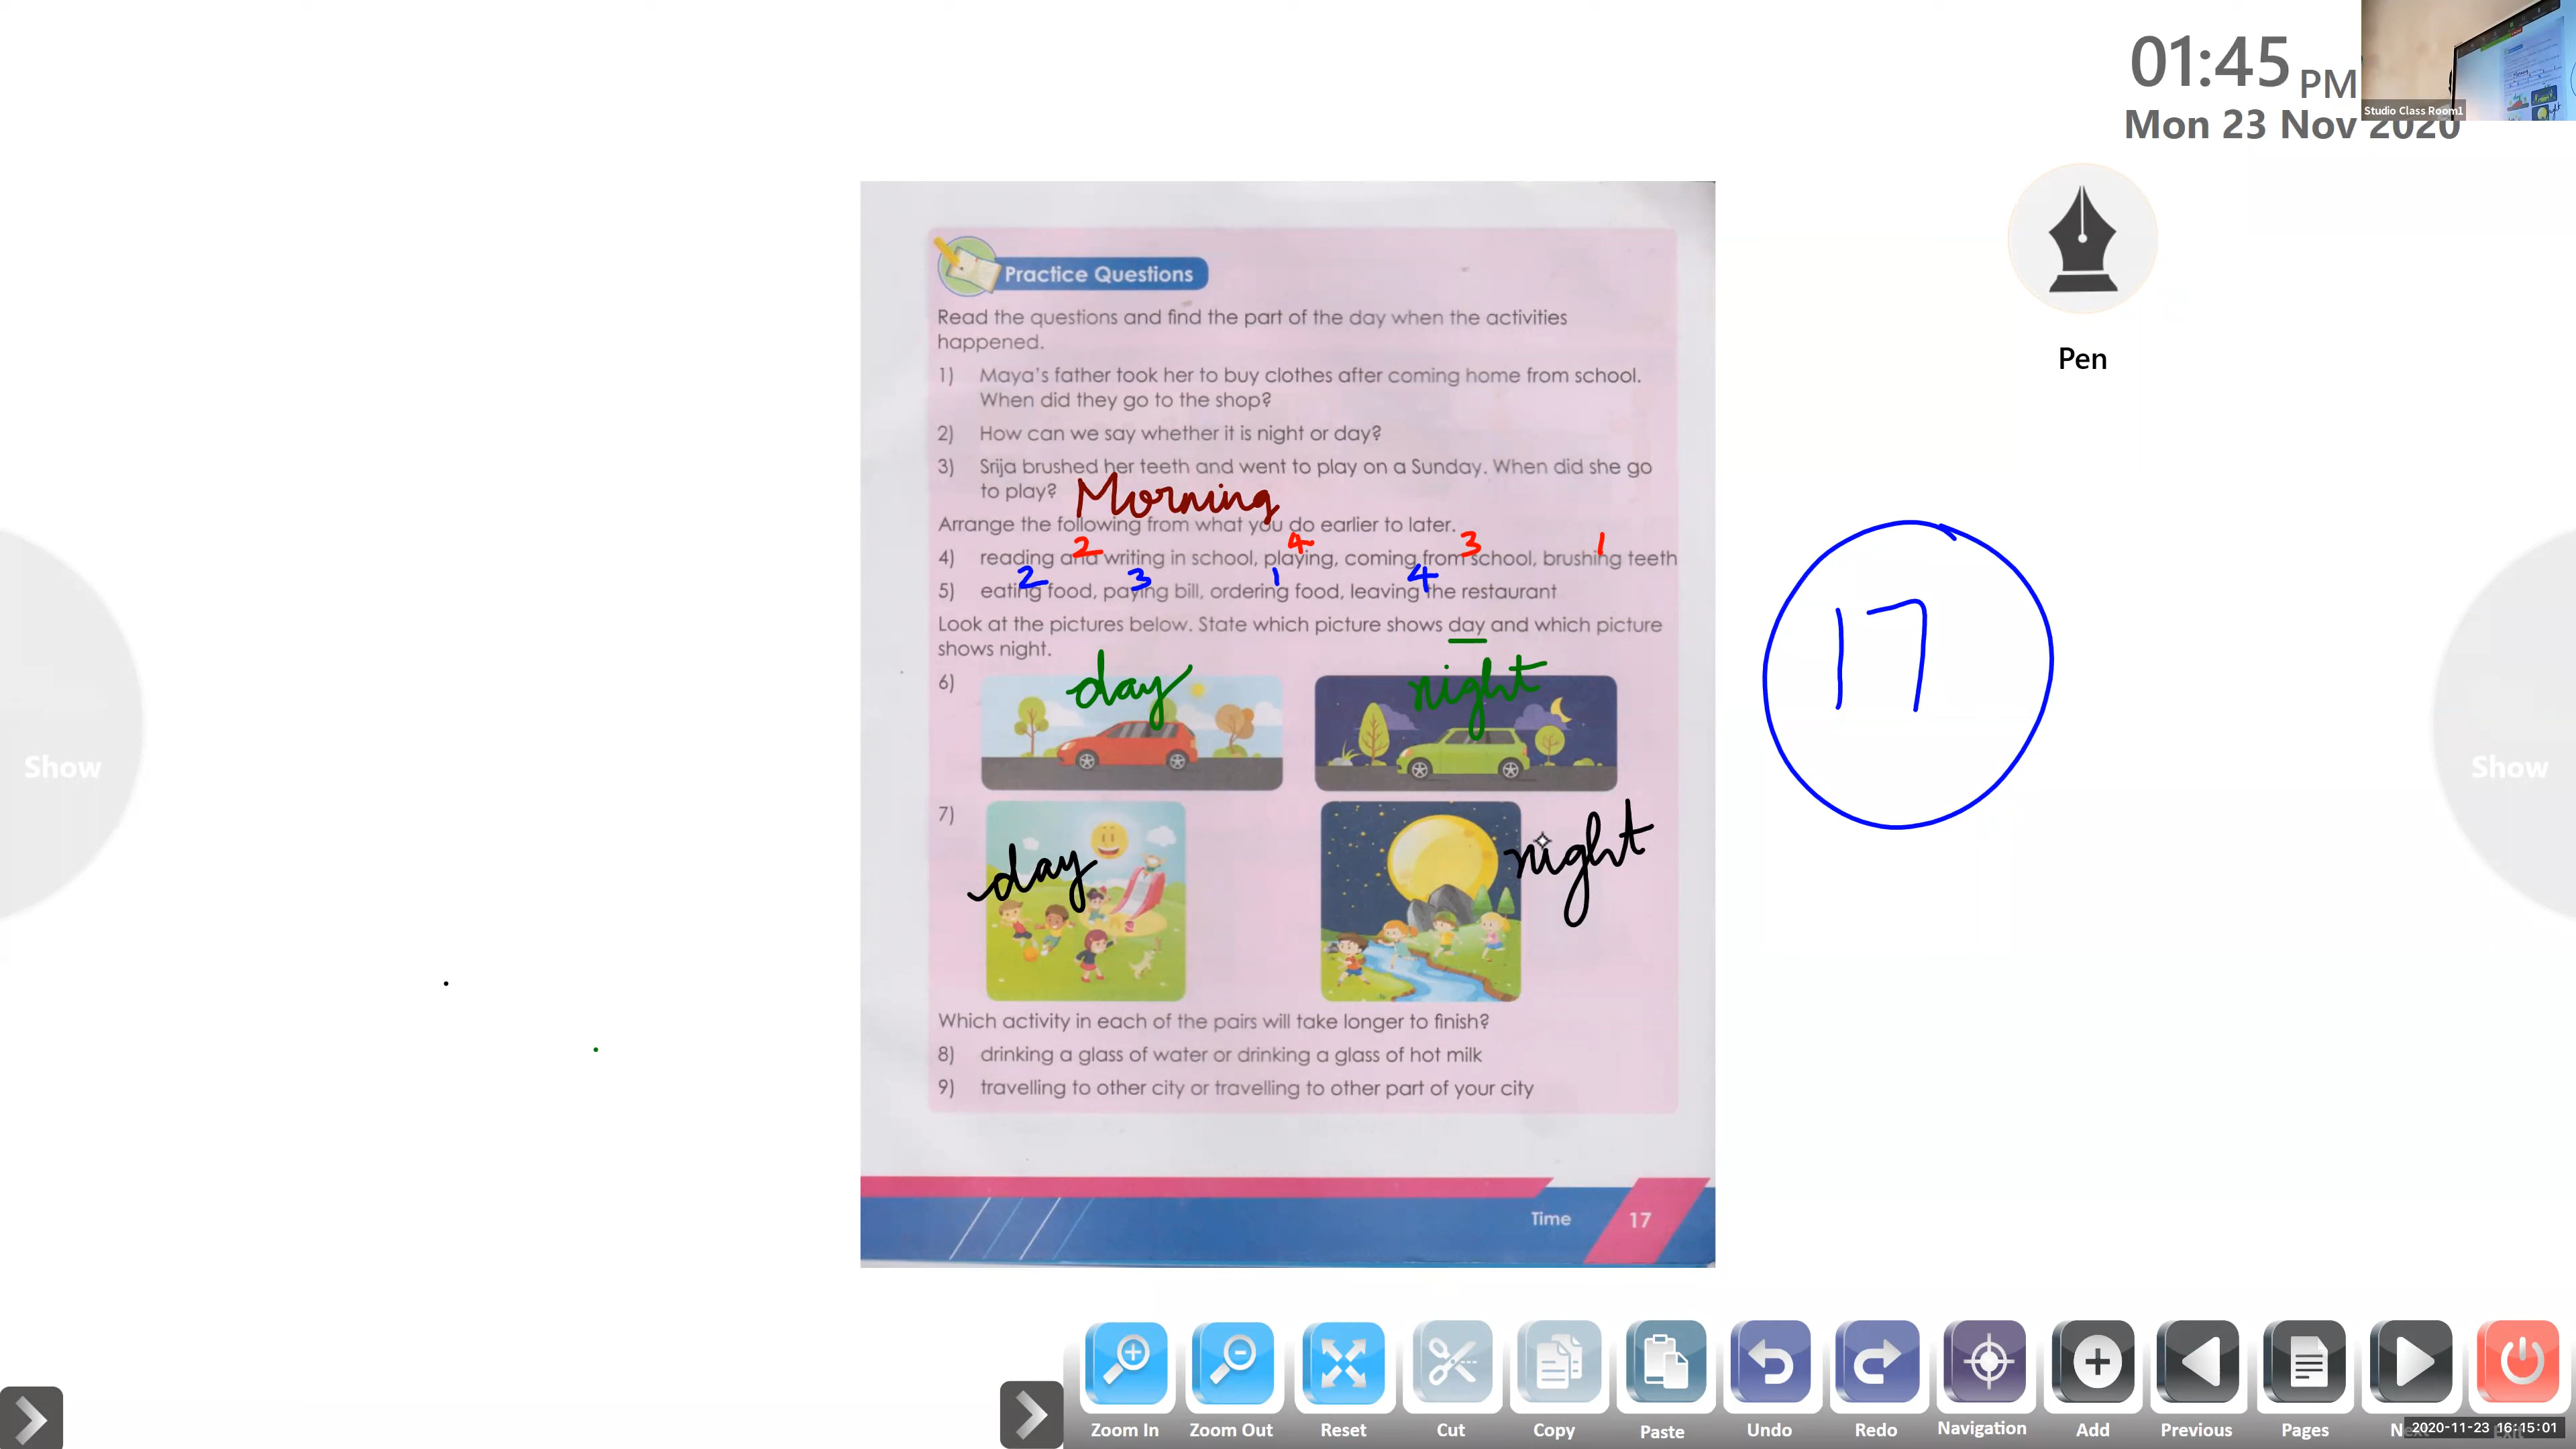 01:45 PM
Mon 23 Nov 2020
Studio Class Room1
Pen
Practice Questions
Read the questions and find the part of the day when the activities
happened.
1) Maya's father took her to buy clothes after coming home from school.
When did they go to the shop?
2) How can we say whether it is night or day?
3) Srija brushed her teeth and went to play on a Sunday. When did she go
to play? Morning
Arrange the following from what you do earlier to later.
2 4 3 1
4) reading and writing in school, playing, coming from school, brushing teeth
2 3 1 4
5) eating food, paying bill, ordering food, leaving the restaurant
Look at the pictures below. State which picture shows day and which picture
shows night.
6) day night
7) day night
17
Show
Show
Which activity in each of the pairs will take longer to finish?
8) drinking a glass of water or drinking a glass of hot milk
9) travelling to other city or travelling to other part of your city
Time 17
Zoom In Zoom Out Reset Cut Copy Paste Undo Redo Navigation Add Previous Pages
2020-11-23 16:15:01